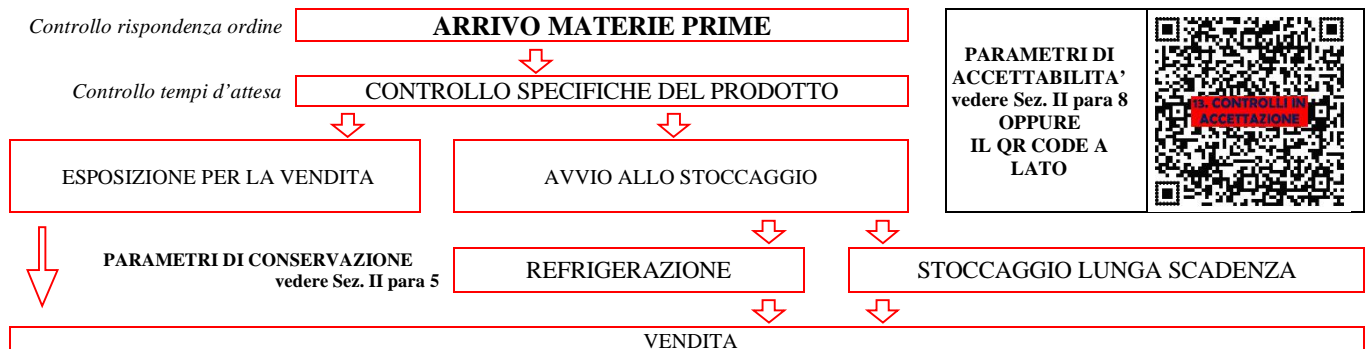 Controllo rispondenza ordine
ARRIVO MATERIE PRIME
Controllo tempi d'attesa
CONTROLLO SPECIFICHE DEL PRODOTTO
PARAMETRI DI
ACCETTABILITA'
vedere Sez. II para 8
OPPURE
IL QR CODE A
LATO
13. CONTROLLI IN
ACCETTAZIONE
ESPOSIZIONE PER LA VENDITA
AVVIO ALLO STOCCAGGIO
PARAMETRI DI CONSERVAZIONE
vedere Sez. II para 5
REFRIGERAZIONE
STOCCAGGIO LUNGA SCADENZA
VENDITA